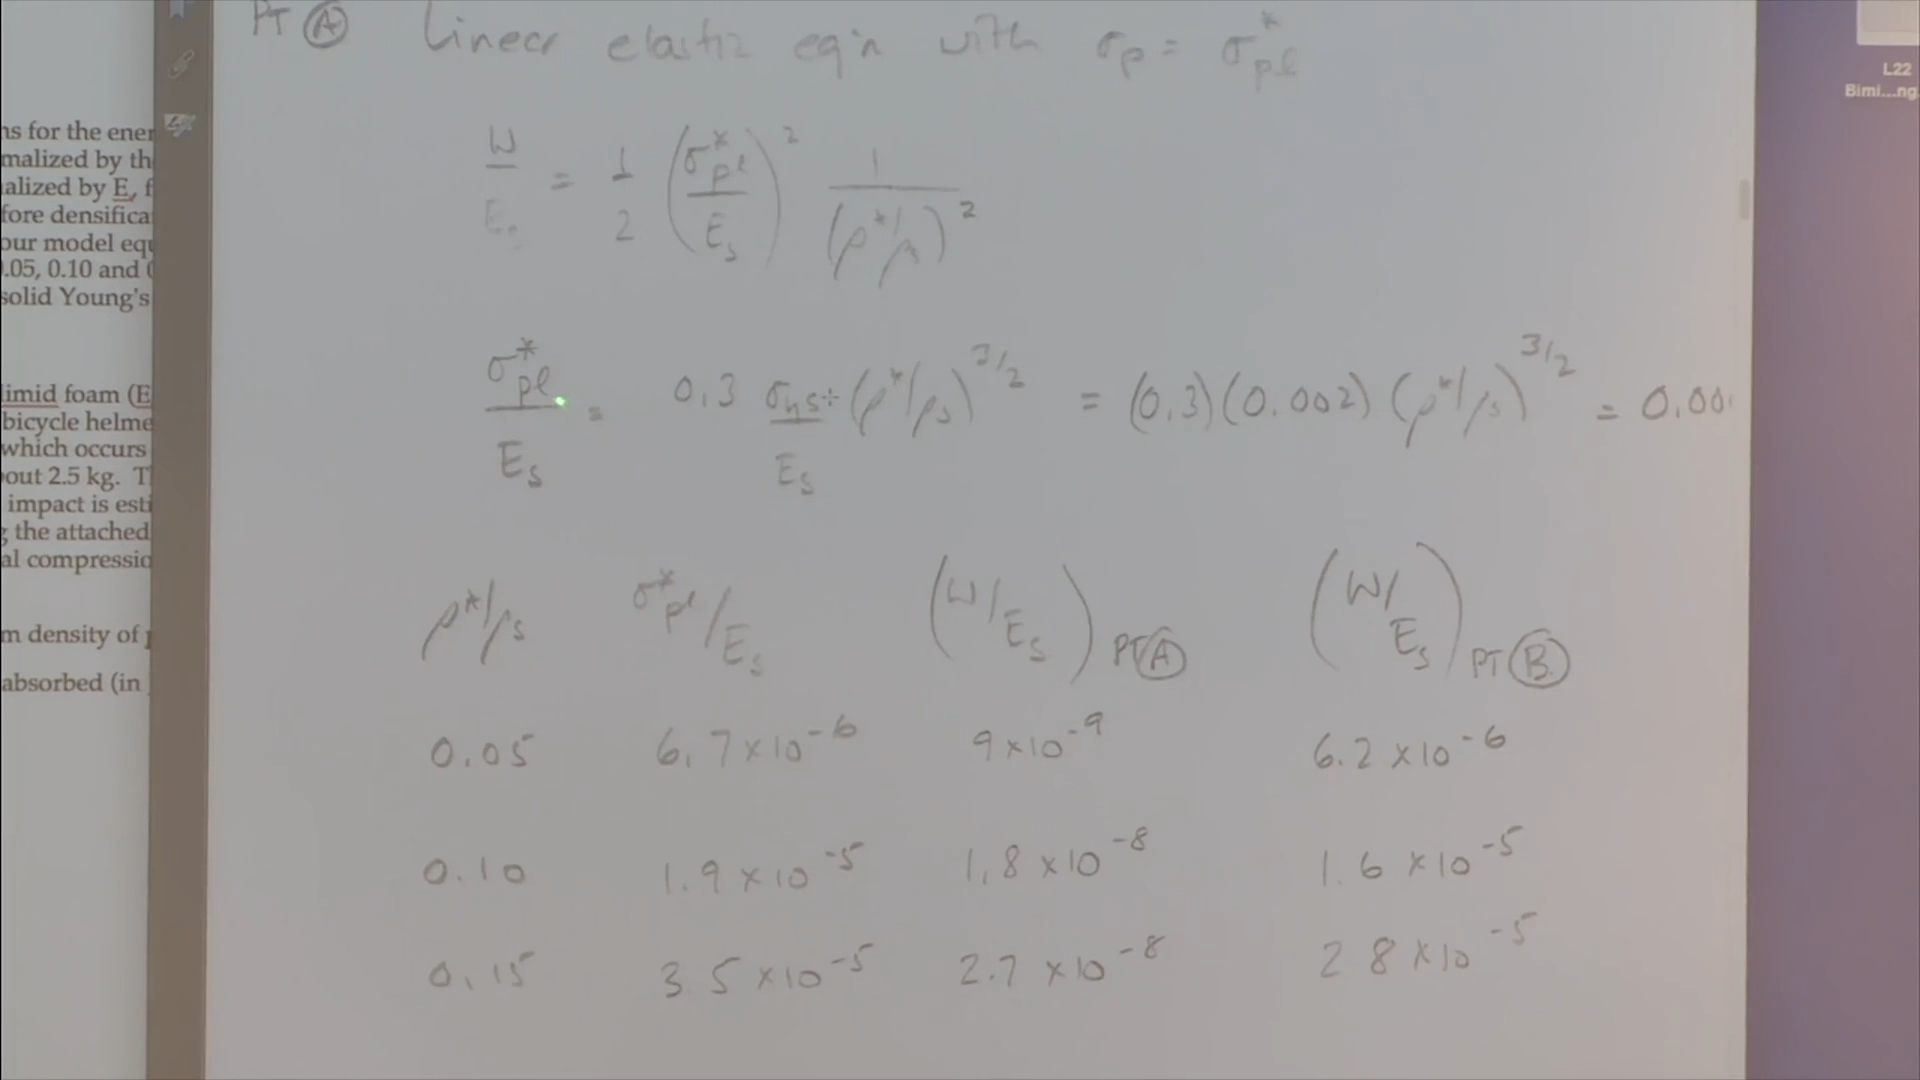 PT Ⓐ Linear elastic eq'n with σp = σ*pl
W/Es = 1/2 (σ*pl/Es)² 1/(ρ*/ρs)²
σ*pl/Es = 0.3 σys/Es (ρ*/ρs)^3/2 = (0.3)(0.002) (ρ*/ρs)^3/2 = 0.00
ρ*/ρs σ*pl/Es (W/Es) PT Ⓐ (W/Es) PT Ⓑ
0.05 6.7 × 10⁻⁶ 9 × 10⁻⁹ 6.2 × 10⁻⁶
0.10 1.9 × 10⁻⁵ 1.8 × 10⁻⁸ 1.6 × 10⁻⁵
0.15 3.5 × 10⁻⁵ 2.7 × 10⁻⁸ 2.8 × 10⁻⁵
ns for the ener
malized by th
alized by E, f
fore densifica
our model equ
.05, 0.10 and
solid Young's
limid foam (E
bicycle helme
which occurs
out 2.5 kg. T
impact is esti
the attached
al compressio
m density of
absorbed (in
L22
Bimi...ng